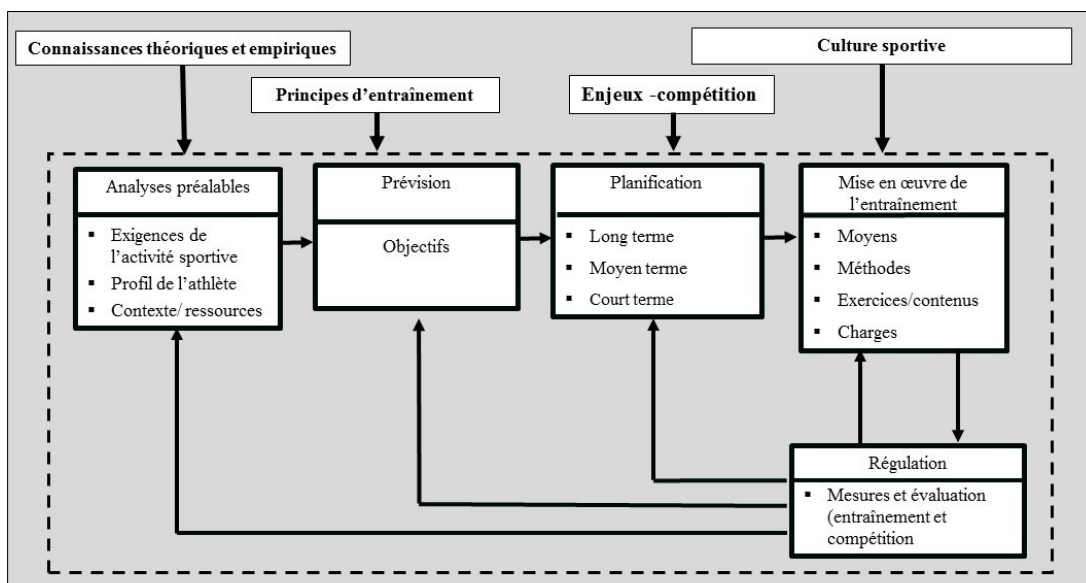 Connaissances théoriques et empiriques
Culture sportive
Principes d’entraînement
Enjeux -compétition
Analyses préalables
▪ Exigences de
l’activité sportive
▪ Profil de l’athlète
▪ Contexte/ ressources
Prévision
Objectifs
Planification
▪ Long terme
▪ Moyen terme
▪ Court terme
Mise en œuvre de
l’entraînement
▪ Moyens
▪ Méthodes
▪ Exercices/contenus
▪ Charges
Régulation
▪ Mesures et évaluation
(entraînement et
compétition